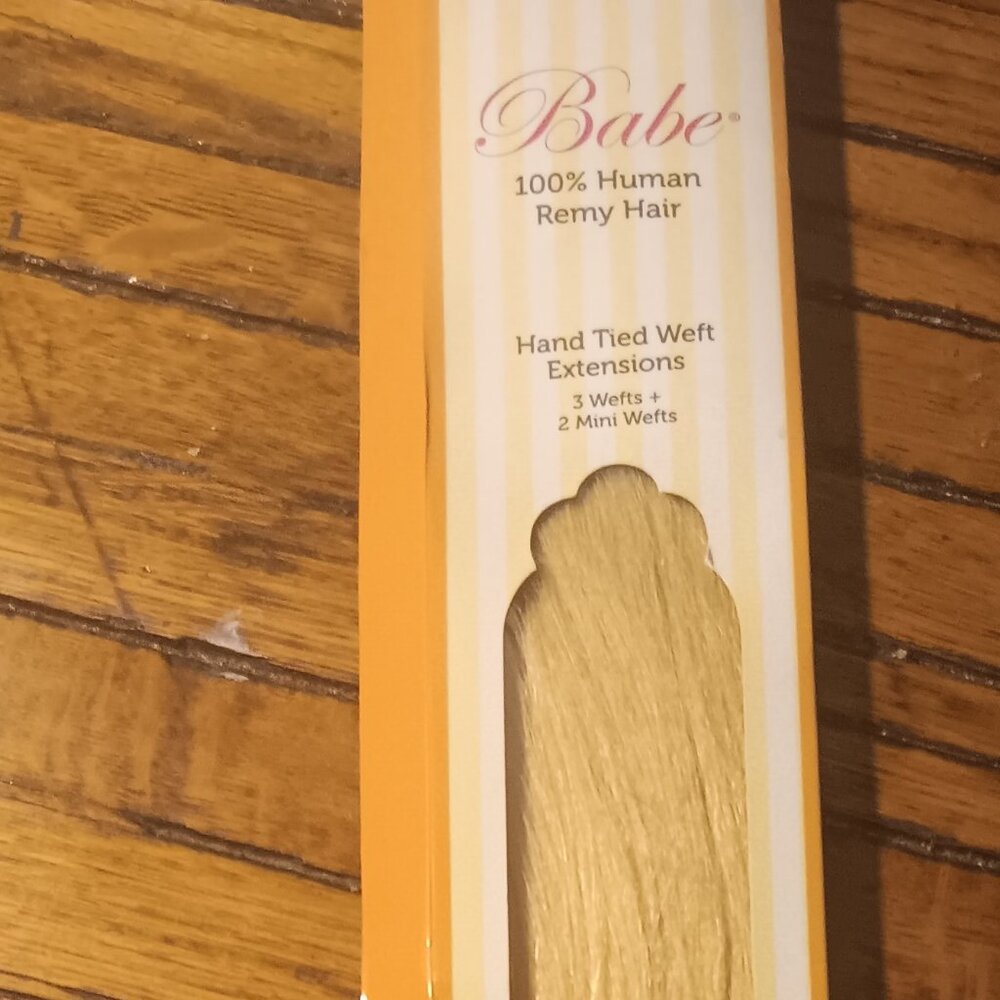 Babe®
100% Human
Remy Hair
Hand Tied Weft
Extensions
3 Wefts +
2 Mini Wefts